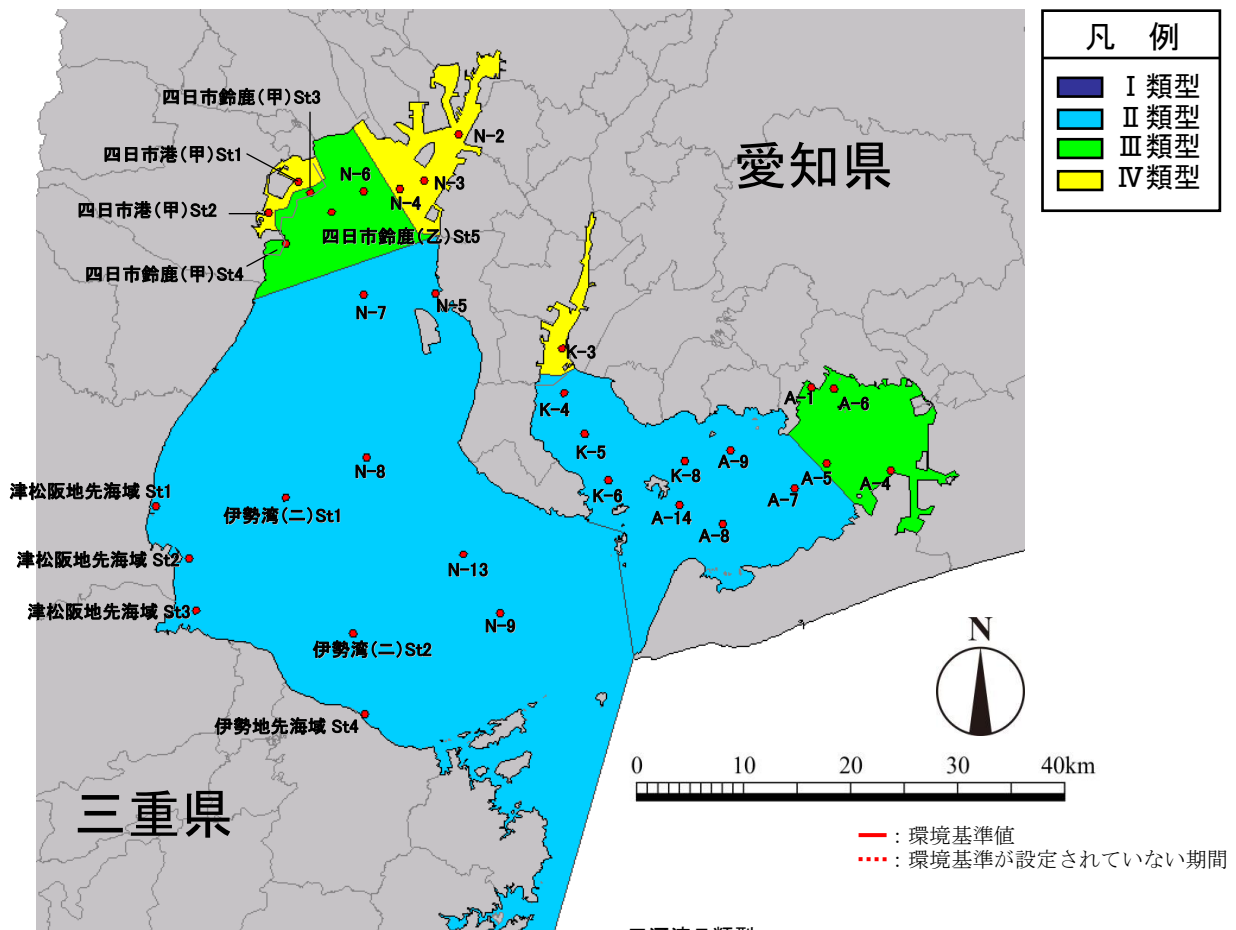 凡 例
Ⅰ類型
Ⅱ類型
Ⅲ類型
Ⅳ類型
四日市鈴鹿(甲)St3
四日市港(甲)St1
四日市港(甲)St2
四日市鈴鹿(甲)St4
四日市鈴鹿(乙)St5
N-2
N-3
N-4
N-6
愛知県
N-7
N-5
K-3
K-4
K-5
K-6
K-8
A-1
A-6
A-9
A-5
A-4
A-7
A-14
A-8
N-8
津松阪地先海域 St1
伊勢湾(二)St1
津松阪地先海域 St2
N-13
津松阪地先海域 St3
N-9
伊勢湾(二)St2
伊勢地先海域 St4
三重県
N
0 10 20 30 40km
:環境基準値
:環境基準が設定されていない期間